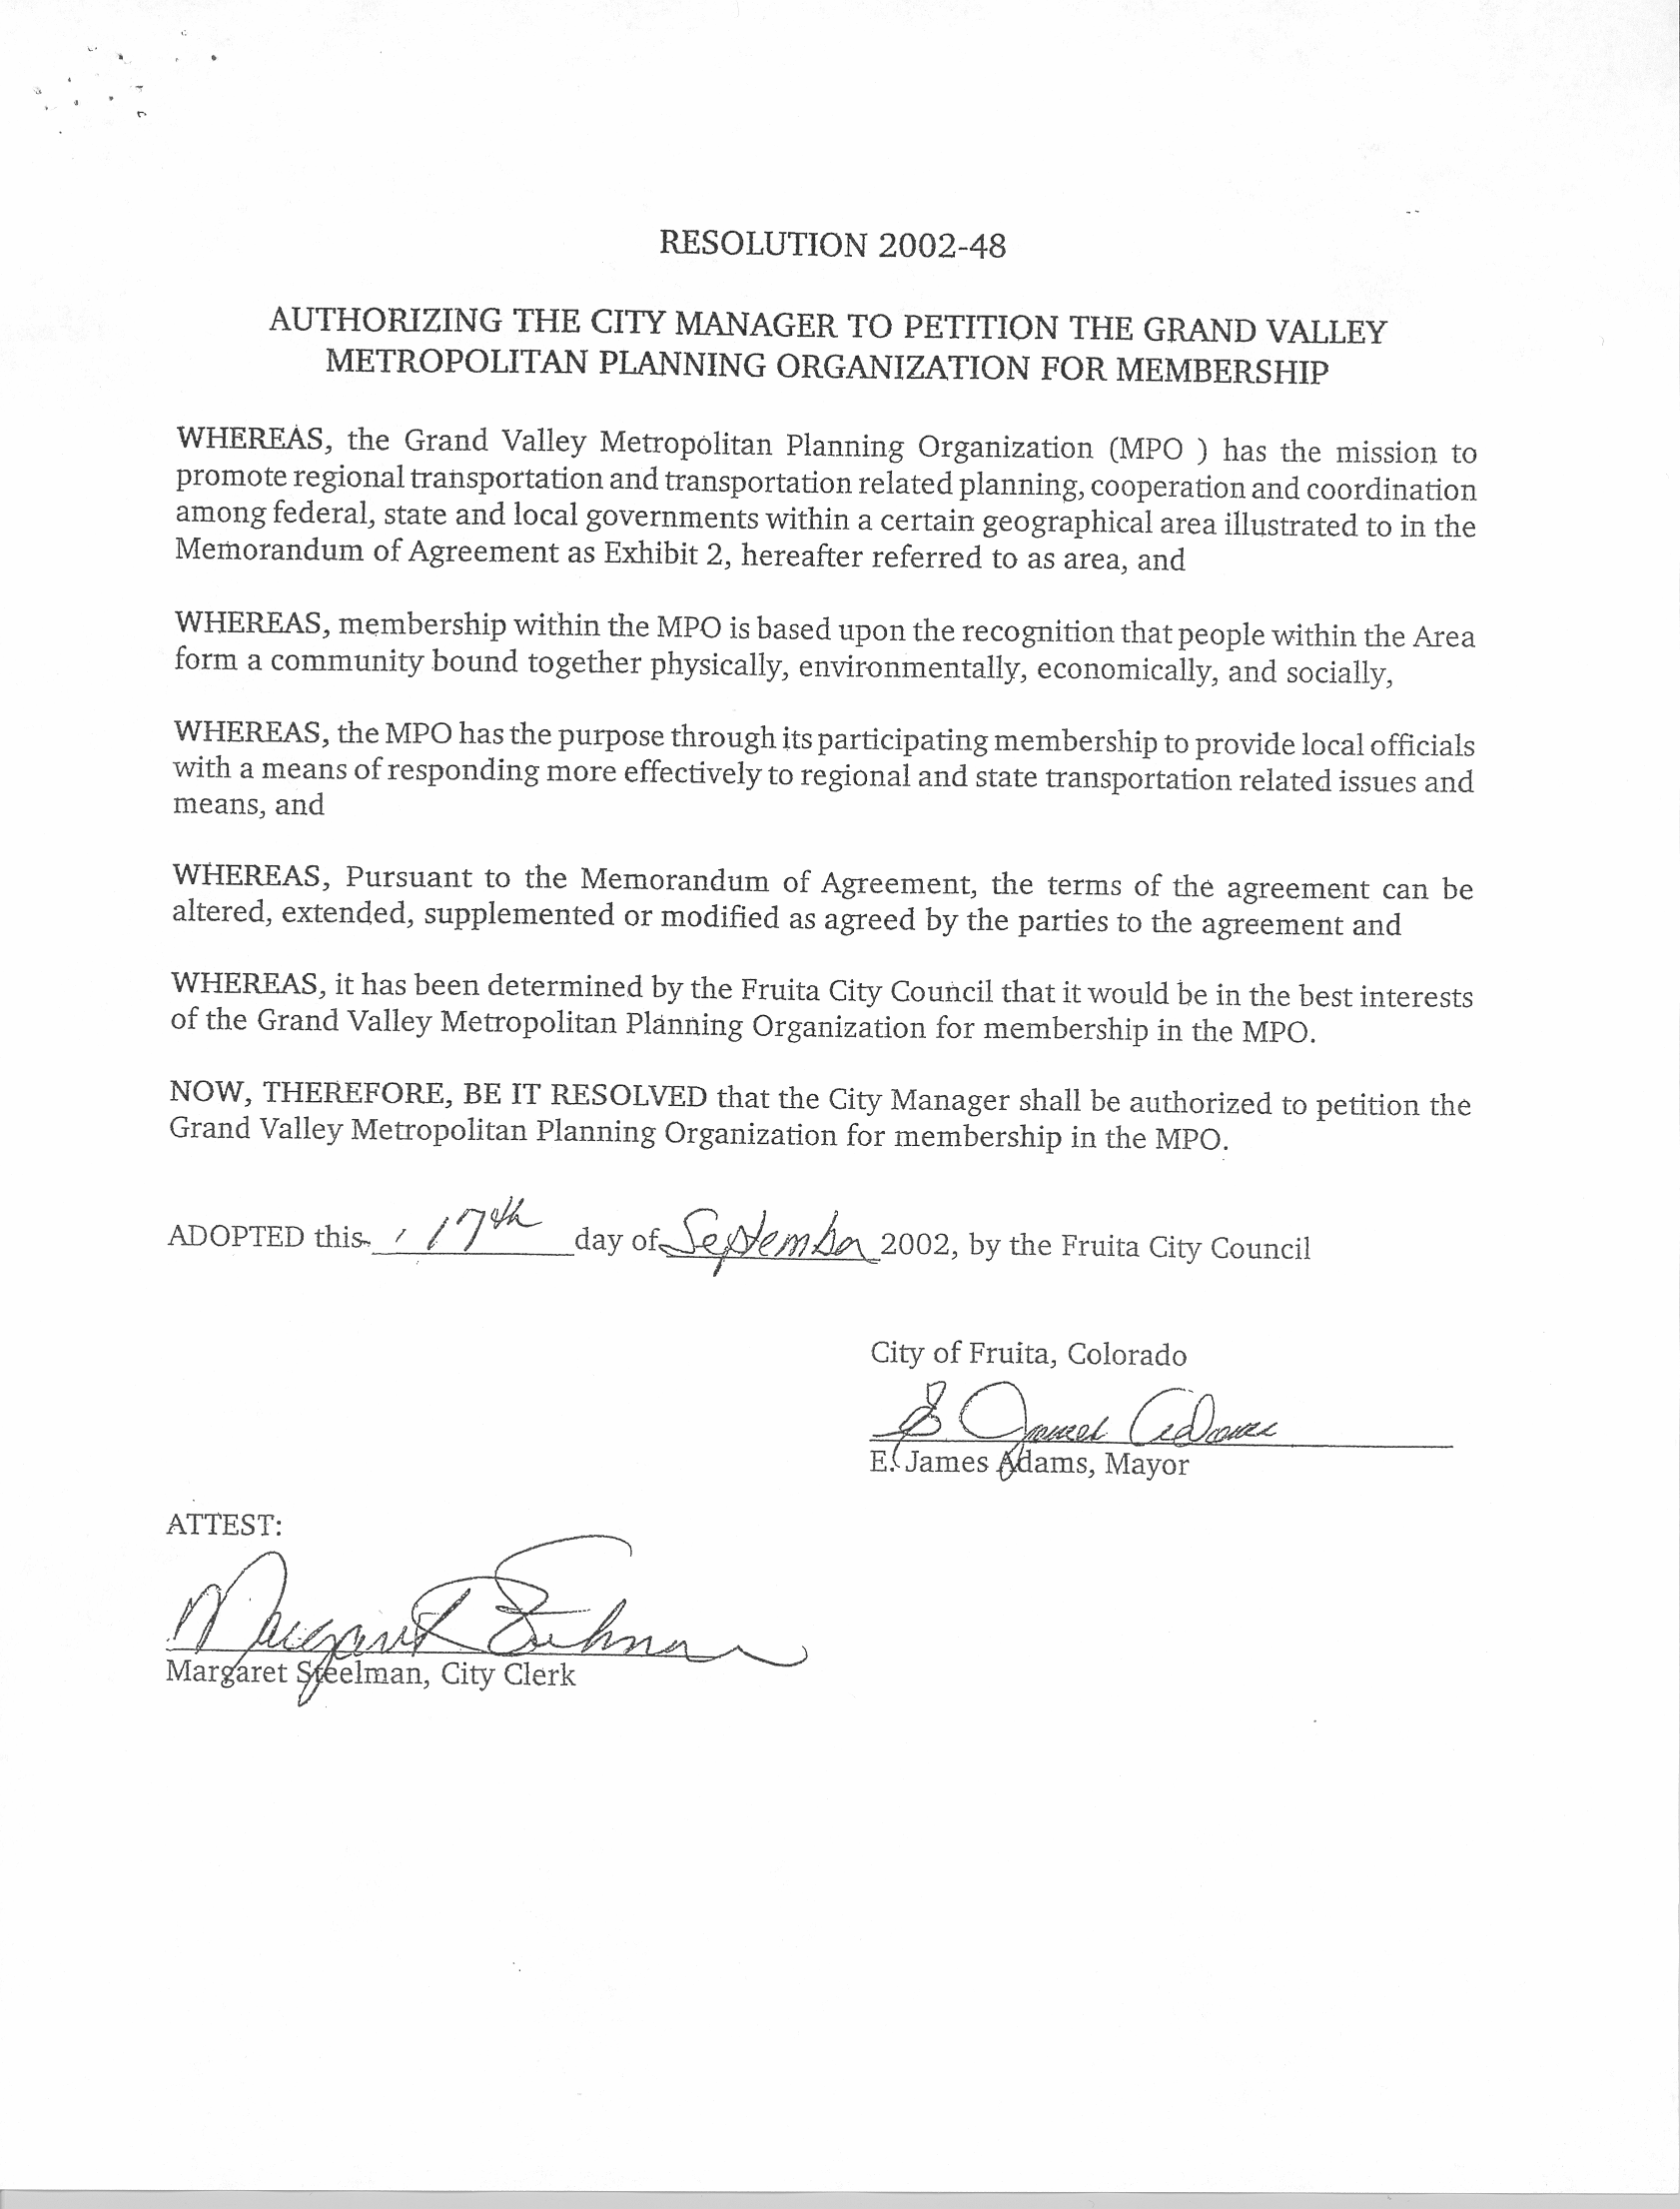 RESOLUTION 2002-48
AUTHORIZING THE CITY MANAGER TO PETITION THE GRAND VALLEY
METROPOLITAN PLANNING ORGANIZATION FOR MEMBERSHIP
WHEREAS, the Grand Valley Metropolitan Planning Organization (MPO ) has the mission to
promote regional transportation and transportation related planning, cooperation and coordination
among federal, state and local governments within a certain geographical area illustrated to in the
Memorandum of Agreement as Exhibit 2, hereafter referred to as area, and
WHEREAS, membership within the MPO is based upon the recognition that people within the Area
form a community bound together physically, environmentally, economically, and socially,
WHEREAS, the MPO has the purpose through its participating membership to provide local officials
with a means of responding more effectively to regional and state transportation related issues and
means, and
WHEREAS, Pursuant to the Memorandum of Agreement, the terms of the agreement can be
altered, extended, supplemented or modified as agreed by the parties to the agreement and
WHEREAS, it has been determined by the Fruita City Council that it would be in the best interests
of the Grand Valley Metropolitan Planning Organization for membership in the MPO.
NOW, THEREFORE, BE IT RESOLVED that the City Manager shall be authorized to petition the
Grand Valley Metropolitan Planning Organization for membership in the MPO.
ADOPTED this 17th day of September 2002, by the Fruita City Council
City of Fruita, Colorado
E James Adams
E. James Adams, Mayor
ATTEST:
Margaret Steelman
Margaret Steelman, City Clerk